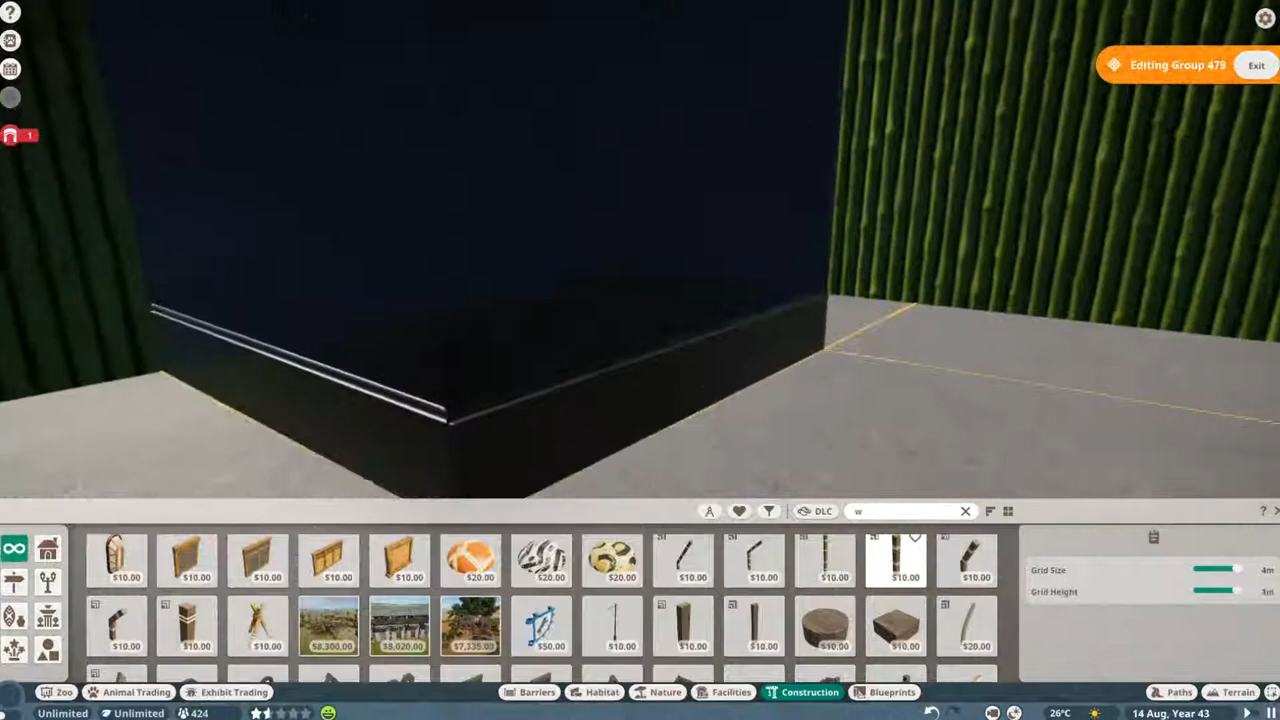 ?
Editing Group 479
Exit
1
DLC
w
?
$10.00
$10.00
$10.00
$10.00
$10.00
$20.00
$20.00
$20.00
$10.00
$10.00
$10.00
$10.00
$10.00
Grid Size
4m
Grid Height
3m
$10.00
$10.00
$10.00
$8,300.00
$8,020.00
$7,335.00
$50.00
$10.00
$10.00
$10.00
$10.00
$10.00
$20.00
Zoo
Animal Trading
Exhibit Trading
Barriers
Habitat
Nature
Facilities
Construction
Blueprints
Paths
Terrain
Unlimited
Unlimited
424
26°C
14 Aug, Year 43